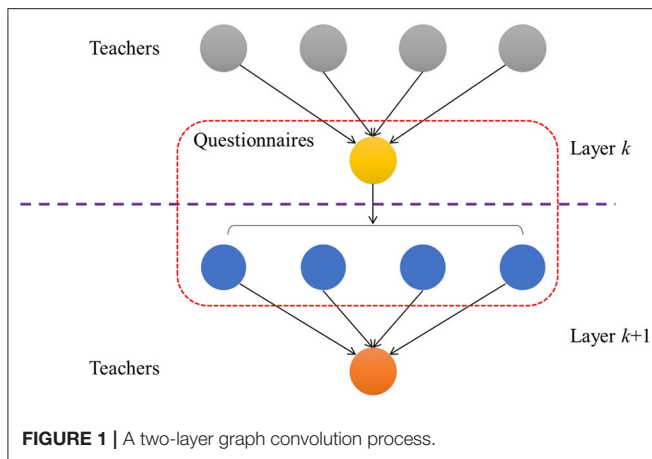 Teachers
Questionnaires
Layer k
Layer k+1
Teachers
FIGURE 1 | A two-layer graph convolution process.